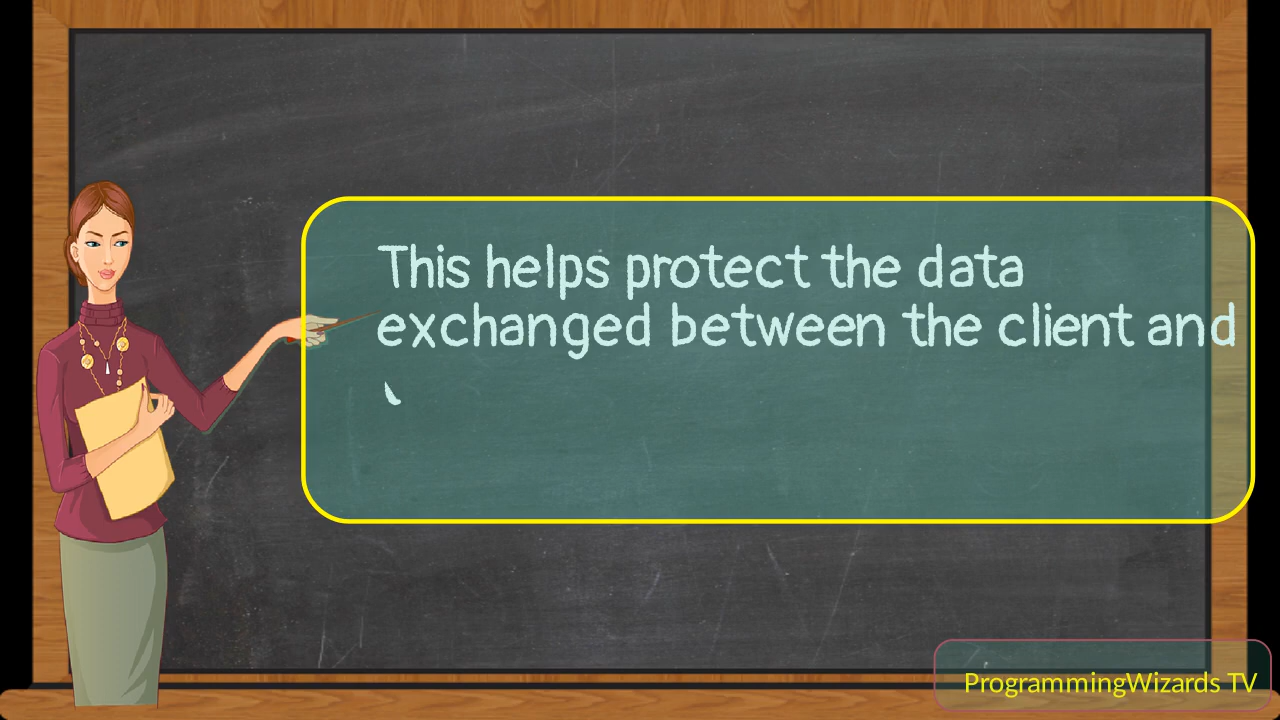 This helps protect the data
exchanged between the client and
ProgrammingWizards TV